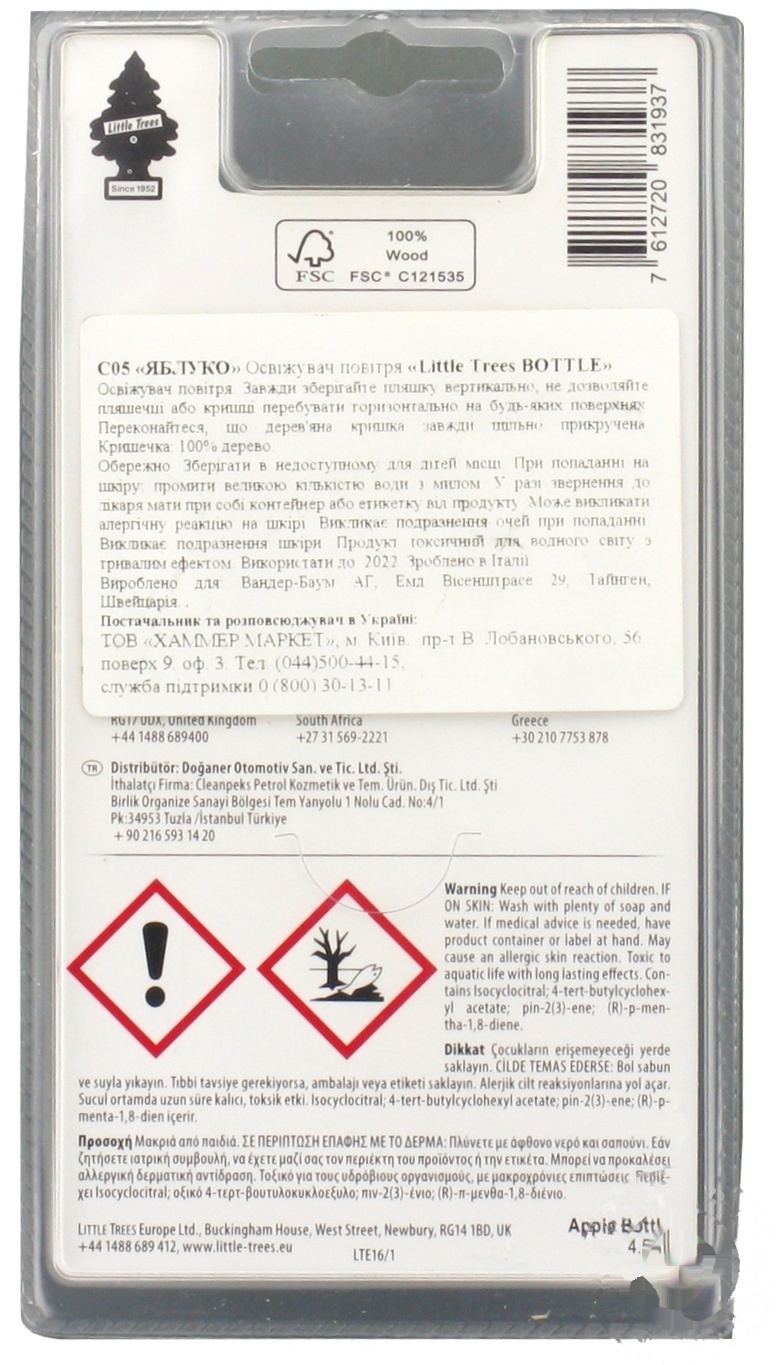 Little Trees
Since 1952
7 612720 831937
100%
Wood
FSC FSC® C121535
C05 «ЯБЛУКО» Освіжувач повітря «Little Trees BOTTLE»
Освіжувач повітря. Завжди зберігайте пляшку вертикально, не дозволяйте
пляшечці або кришці перебувати горизонтально на будь-яких поверхнях
Переконайтеся, що дерев'яна кришка завжди щільно прикручена
Кришечка: 100% дерево
Обережно Зберігати в недоступному для дітей місці. При попаданні на
шкіру: промити великою кількістю води з милом. У разі звернення до
лікаря мати при собі контейнер або етикетку від продукту. Може викликати
алергічну реакцію на шкірі Викликає подразнення очей при попаданні
Викликає подразнення шкіри. Продукт токсичний для водного світу з
тривалим ефектом. Використати до 2022 Зроблено в Італії
Вироблено для Вандер-Баум АГ, Емд Вісенштрасе 29, Тайнген,
Швейцарія. .
Постачальник та розповсюджувач в Україні:
ТОВ «ХАММЕР МАРКЕТ», м. Київ, пр-т В. Лобановського, 56
поверх 9, оф. 3. Тел. (044)500-44-15,
служба підтримки 0 (800) 30-13-11
RG17 0DX, United Kingdom
+44 1488 689400
South Africa
+27 31 569-2221
Greece
+30 210 7753 878
TR Distribütör: Doğaner Otomotiv San. ve Tic. Ltd. Şti.
İthalatçı Firma: Cleanpeks Petrol Kozmetik ve Tem. Ürün. Dış Tic. Ltd. Şti
Birlik Organize Sanayi Bölgesi Tem Yanyolu 1 Nolu Cad. No:4/1
Pk:34953 Tuzla /İstanbul Türkiye
+ 90 216 593 14 20
Warning Keep out of reach of children. IF
ON SKIN: Wash with plenty of soap and
water. If medical advice is needed, have
product container or label at hand. May
cause an allergic skin reaction. Toxic to
aquatic life with long lasting effects. Con-
tains Isocyclocitral; 4-tert-butylcyclohex-
yl acetate; pin-2(3)-ene; (R)-p-men-
tha-1,8-diene.
Dikkat Çocukların erişemeyeceği yerde
saklayın. CİLDE TEMAS EDERSE: Bol sabun
ve suyla yıkayın. Tıbbi tavsiye gerekiyorsa, ambalajı veya etiketi saklayın. Alerjik cilt reaksiyonlarına yol açar.
Sucul ortamda uzun süre kalıcı, toksik etki. Isocyclocitral; 4-tert-butylcyclohexyl acetate; pin-2(3)-ene; (R)-p-
menta-1,8-dien içerir.
Προσοχή Μακριά από παιδιά. ΣΕ ΠΕΡΙΠΤΩΣΗ ΕΠΑΦΗΣ ΜΕ ΤΟ ΔΕΡΜΑ: Πλύνετε με άφθονο νερό και σαπούνι. Εάν
ζητήσετε ιατρική συμβουλή, να έχετε μαζί σας τον περιέκτη του προϊόντος ή την ετικέτα. Μπορεί να προκαλέσει
αλλεργική δερματική αντίδραση. Τοξικό για τους υδρόβιους οργανισμούς, με μακροχρόνιες επιπτώσεις. Περιέ-
χει Isocyclocitral; οξικό 4-τερτ-βουτυλοκυκλοεξυλο; πιν-2(3)-ένιο; (R)-π-μενθα-1,8-διένιο.
LITTLE TREES Europe Ltd., Buckingham House, West Street, Newbury, RG14 1BD, UK
+44 1488 689 412, www.little-trees.eu
LTE16/1
Apple Bottl
4.5